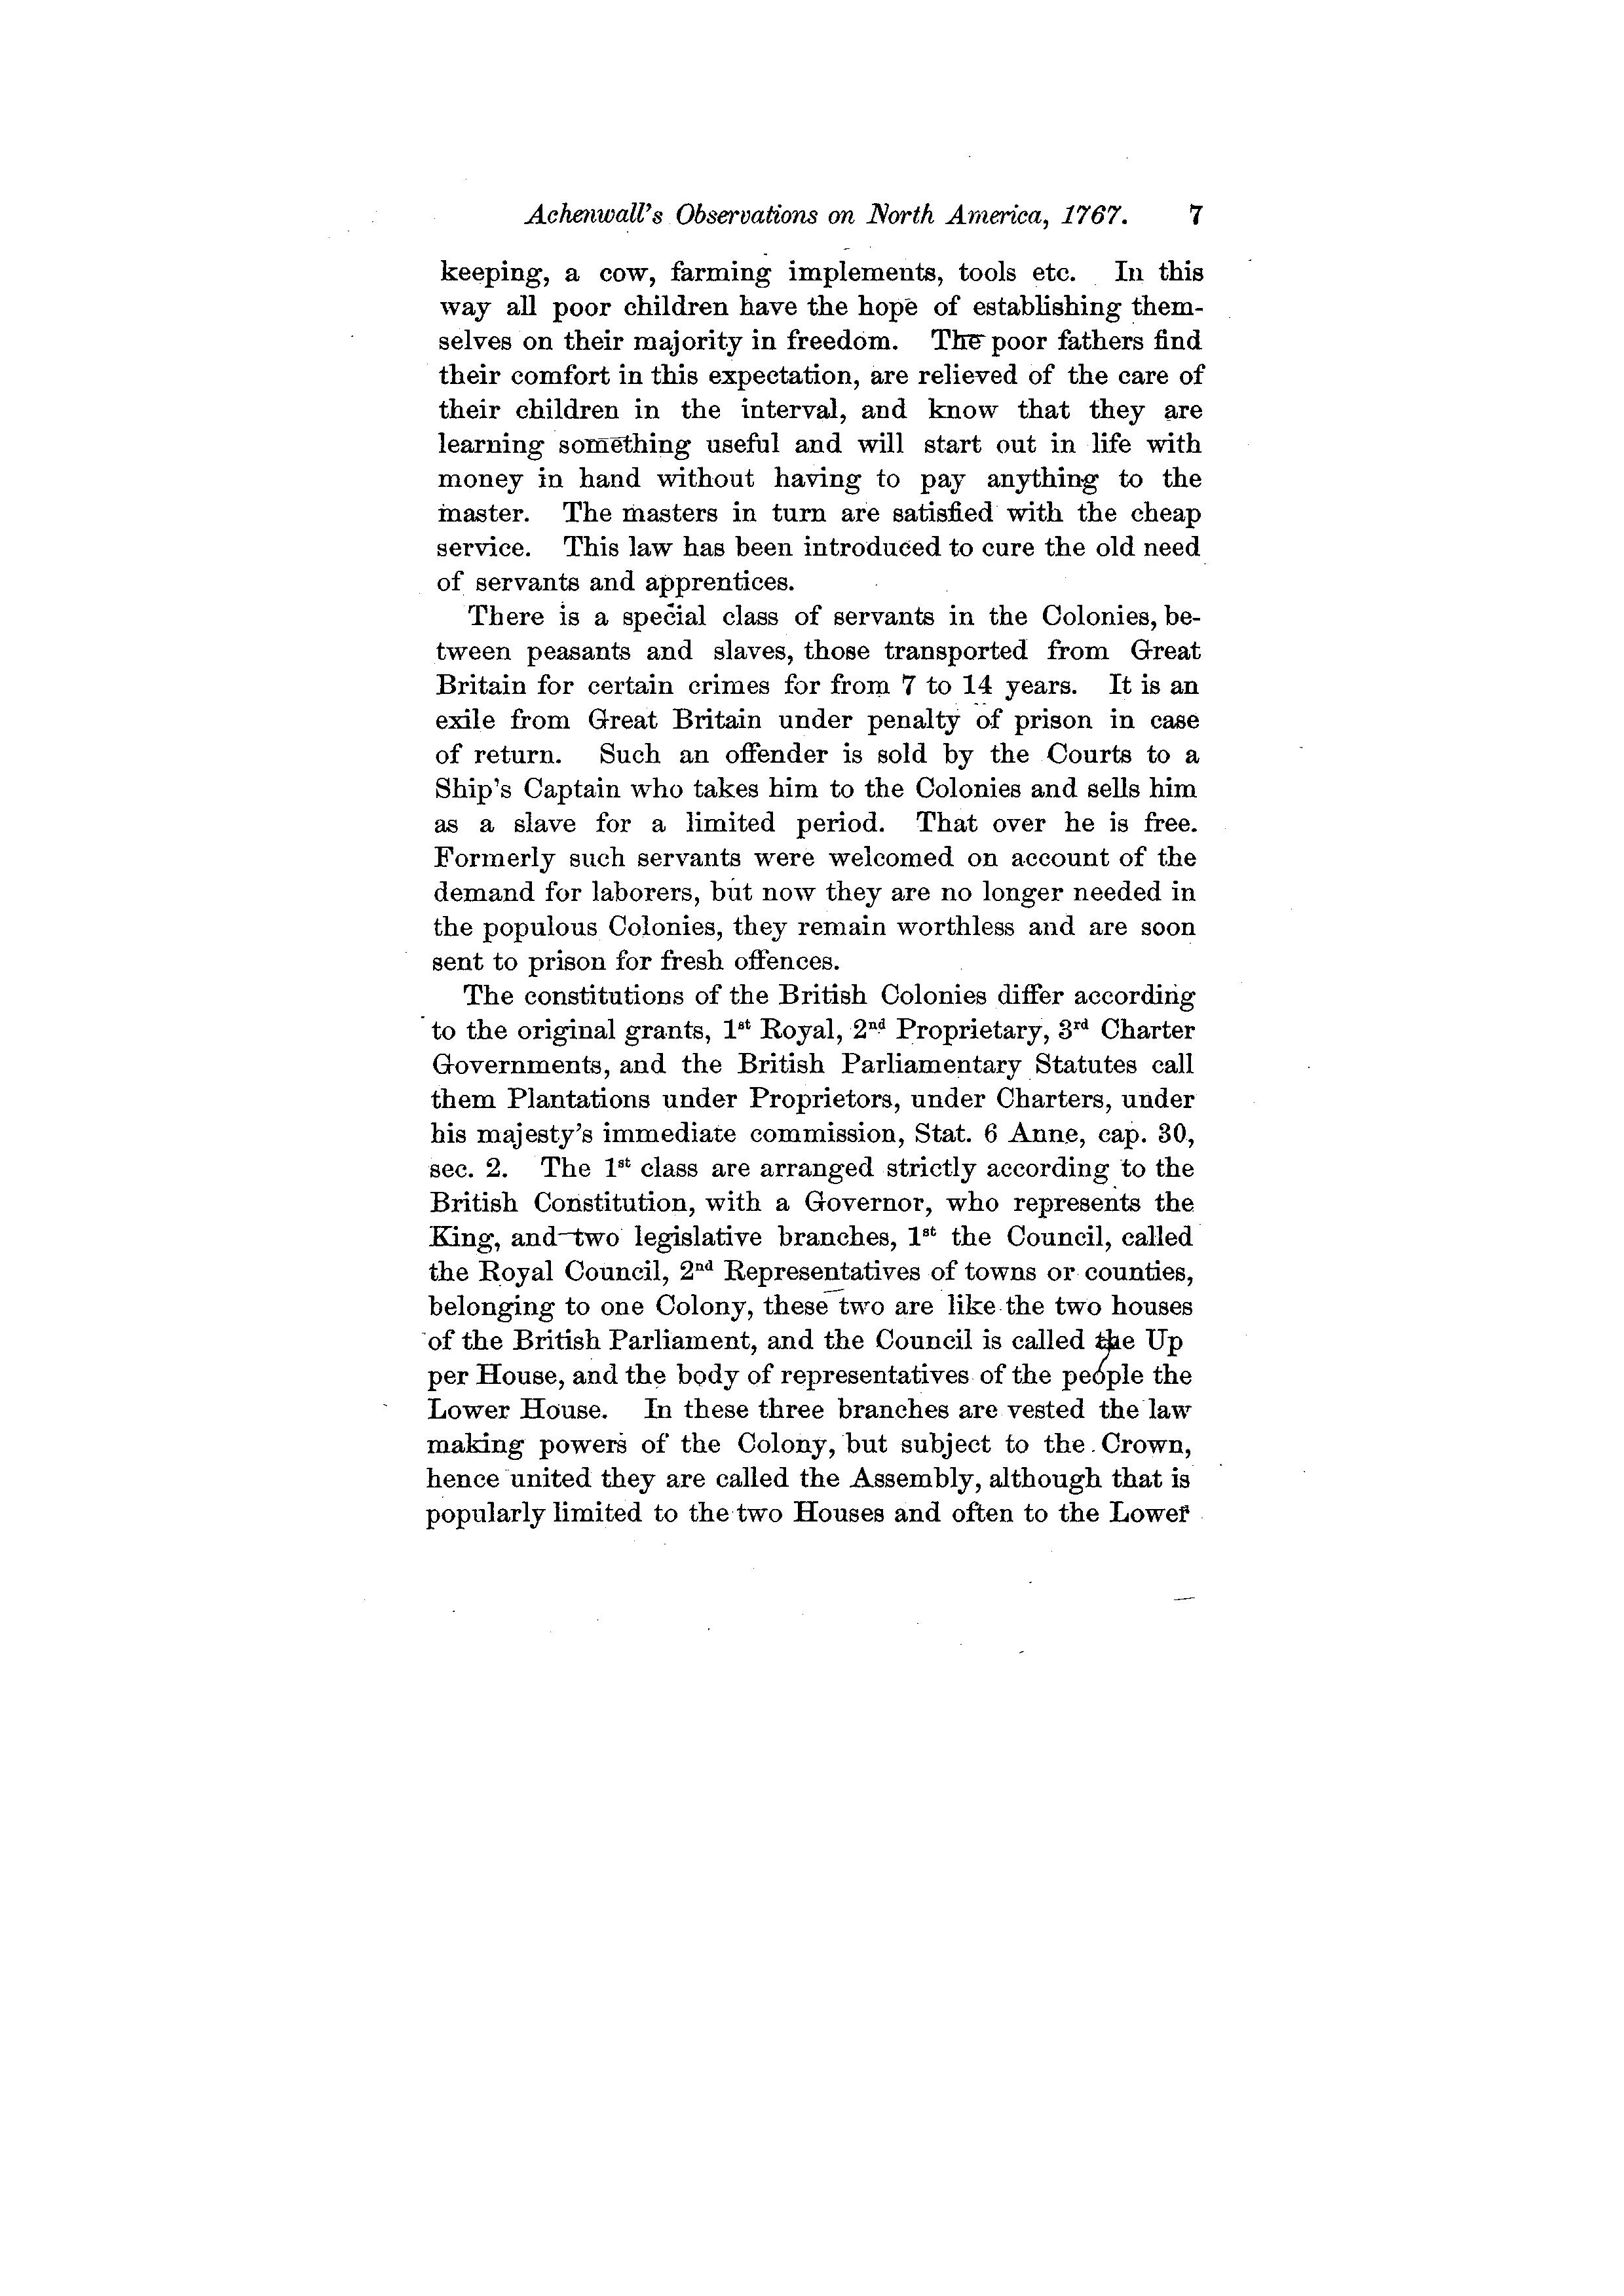 Achenwall's Observations on North America, 1767. 7
keeping, a cow, farming implements, tools etc. In this
way all poor children have the hope of establishing them-
selves on their majority in freedom. The poor fathers find
their comfort in this expectation, are relieved of the care of
their children in the interval, and know that they are
learning something useful and will start out in life with
money in hand without having to pay anything to the
master. The masters in turn are satisfied with the cheap
service. This law has been introduced to cure the old need
of servants and apprentices.
There is a special class of servants in the Colonies, be-
tween peasants and slaves, those transported from Great
Britain for certain crimes for from 7 to 14 years. It is an
exile from Great Britain under penalty of prison in case
of return. Such an offender is sold by the Courts to a
Ship's Captain who takes him to the Colonies and sells him
as a slave for a limited period. That over he is free.
Formerly such servants were welcomed on account of the
demand for laborers, but now they are no longer needed in
the populous Colonies, they remain worthless and are soon
sent to prison for fresh offences.
The constitutions of the British Colonies differ according
to the original grants, 1st Royal, 2nd Proprietary, 3rd Charter
Governments, and the British Parliamentary Statutes call
them Plantations under Proprietors, under Charters, under
his majesty's immediate commission, Stat. 6 Anne, cap. 30,
sec. 2. The 1st class are arranged strictly according to the
British Constitution, with a Governor, who represents the
King, and two legislative branches, 1st the Council, called
the Royal Council, 2nd Representatives of towns or counties,
belonging to one Colony, these two are like the two houses
of the British Parliament, and the Council is called the Up
per House, and the body of representatives of the people the
Lower House. In these three branches are vested the law
making powers of the Colony, but subject to the Crown,
hence united they are called the Assembly, although that is
popularly limited to the two Houses and often to the Lower